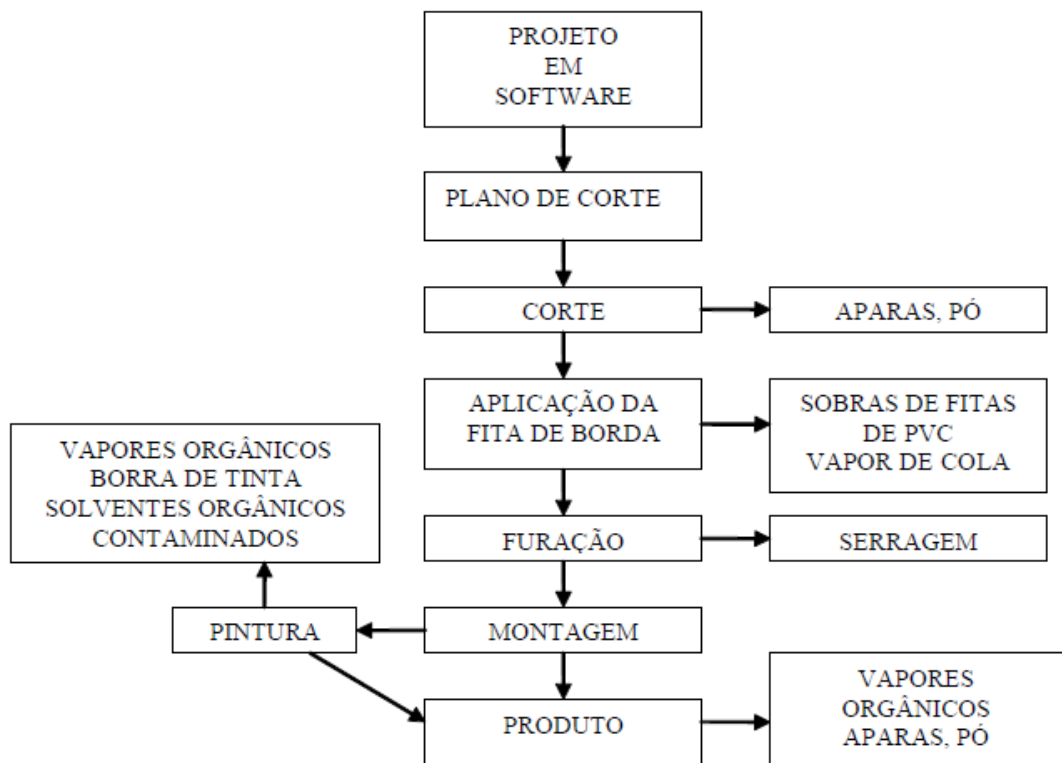 PROJETO
EM
SOFTWARE
PLANO DE CORTE
CORTE
APARAS, PÓ
APLICAÇÃO DA
FITA DE BORDA
SOBRAS DE FITAS
DE PVC
VAPOR DE COLA
VAPORES ORGÂNICOS
BORRA DE TINTA
SOLVENTES ORGÂNICOS
CONTAMINADOS
FURAÇÃO
SERRAGEM
PINTURA
MONTAGEM
PRODUTO
VAPORES
ORGÂNICOS
APARAS, PÓ